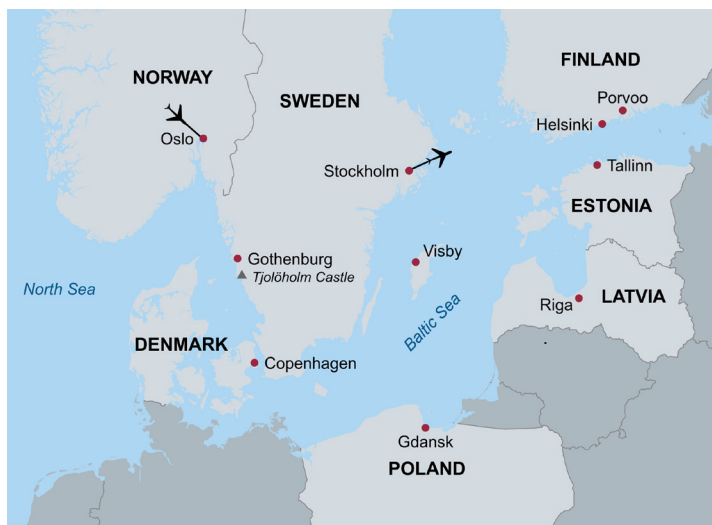 FINLAND
NORWAY
Porvoo
SWEDEN
Helsinki
Oslo
Stockholm
Tallinn
ESTONIA
Visby
Gothenburg
Tjolöholm Castle
North Sea
LATVIA
Riga
Baltic Sea
DENMARK
Copenhagen
Gdansk
POLAND